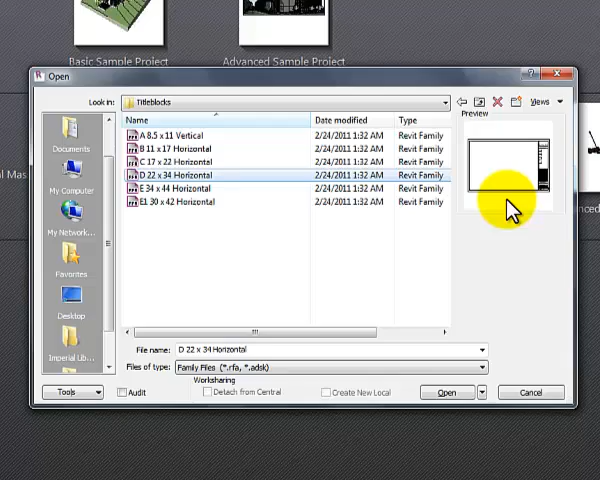 Basic Sample Project
Advanced Sample Project
Open
Look in:
Titleblocks
Views
Name
Date modified
Type
Preview
A 8.5 x 11 Vertical
2/24/2011 1:32 AM
Revit Family
B 11 x 17 Horizontal
2/24/2011 1:32 AM
Revit Family
C 17 x 22 Horizontal
2/24/2011 1:32 AM
Revit Family
D 22 x 34 Horizontal
2/24/2011 1:32 AM
Revit Family
E 34 x 44 Horizontal
2/24/2011 1:32 AM
Revit Family
E1 30 x 42 Horizontal
2/24/2011 1:32 AM
Revit Family
Documents
My Computer
My Network...
Favorites
Desktop
Imperial Lib...
al Mas
anced
File name:
D 22 x 34 Horizontal
Files of type:
Family Files (*.rfa, *.adsk)
Worksharing
Tools
Audit
Detach from Central
Create New Local
Open
Cancel